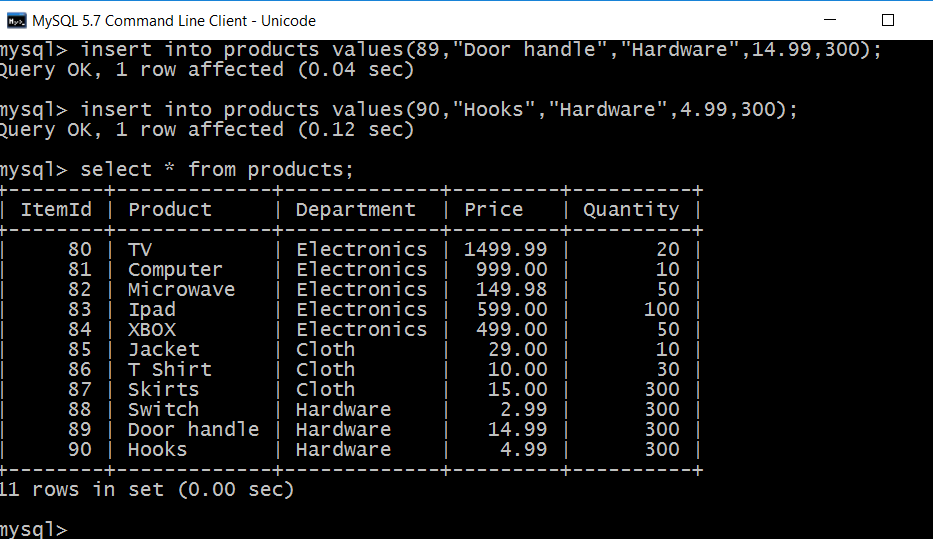 MySQL 5.7 Command Line Client - Unicode
mysql> insert into products values(89,"Door handle","Hardware",14.99,300);
Query OK, 1 row affected (0.04 sec)
mysql> insert into products values(90,"Hooks","Hardware",4.99,300);
Query OK, 1 row affected (0.12 sec)
mysql> select * from products;
+--------+-------------+-------------+---------+----------+
| ItemId | Product     | Department  | Price   | Quantity |
+--------+-------------+-------------+---------+----------+
|     80 | TV          | Electronics | 1499.99 |       20 |
|     81 | Computer    | Electronics |  999.00 |       10 |
|     82 | Microwave   | Electronics |  149.98 |       50 |
|     83 | Ipad        | Electronics |  599.00 |      100 |
|     84 | XBOX        | Electronics |  499.00 |       50 |
|     85 | Jacket      | Cloth       |   29.00 |       10 |
|     86 | T Shirt     | Cloth       |   10.00 |       30 |
|     87 | Skirts      | Cloth       |   15.00 |      300 |
|     88 | Switch      | Hardware    |    2.99 |      300 |
|     89 | Door handle | Hardware    |   14.99 |      300 |
|     90 | Hooks       | Hardware    |    4.99 |      300 |
+--------+-------------+-------------+---------+----------+
11 rows in set (0.00 sec)
mysql>